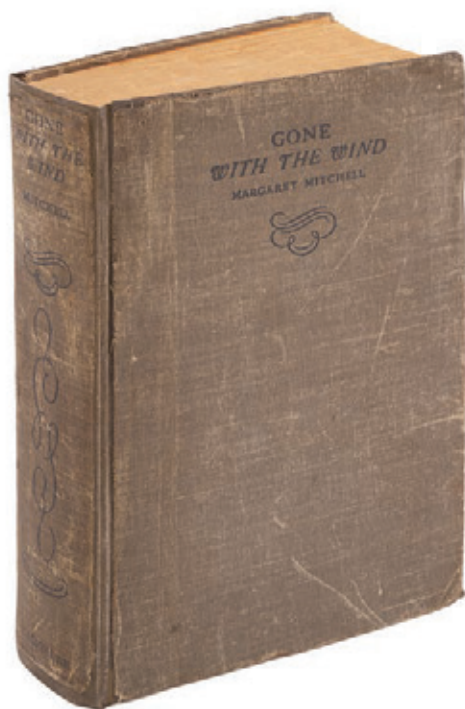 GONE
WITH THE
WIND
MITCHELL
GONE
WITH THE WIND
MARGARET MITCHELL